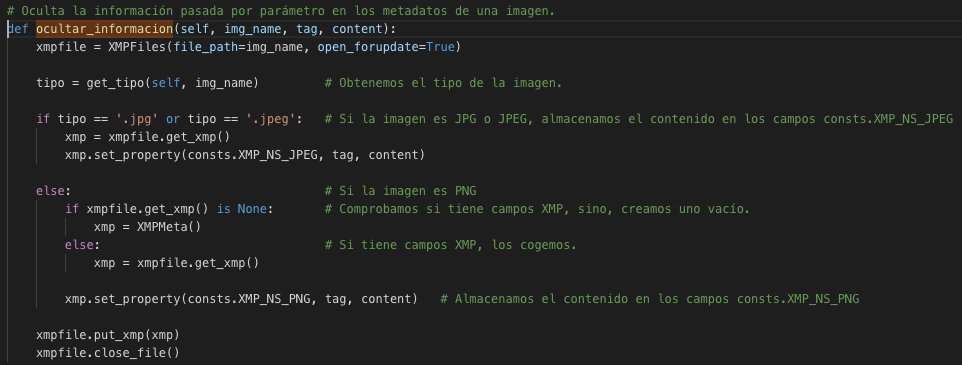 # Oculta la información pasada por parámetro en los metadatos de una imagen.
def ocultar_informacion(self, img_name, tag, content):
    xmpfile = XMPFiles(file_path=img_name, open_forupdate=True)

    tipo = get_tipo(self, img_name)         # Obtenemos el tipo de la imagen.

    if tipo == '.jpg' or tipo == '.jpeg':   # Si la imagen es JPG o JPEG, almacenamos el contenido en los campos consts.XMP_NS_JPEG
        xmp = xmpfile.get_xmp()
        xmp.set_property(consts.XMP_NS_JPEG, tag, content)

    else:                                   # Si la imagen es PNG
        if xmpfile.get_xmp() is None:       # Comprobamos si tiene campos XMP, sino, creamos uno vacío.
            xmp = XMPMeta()
        else:                               # Si tiene campos XMP, los cogemos.
            xmp = xmpfile.get_xmp()

        xmp.set_property(consts.XMP_NS_PNG, tag, content)   # Almacenamos el contenido en los campos consts.XMP_NS_PNG

    xmpfile.put_xmp(xmp)
    xmpfile.close_file()